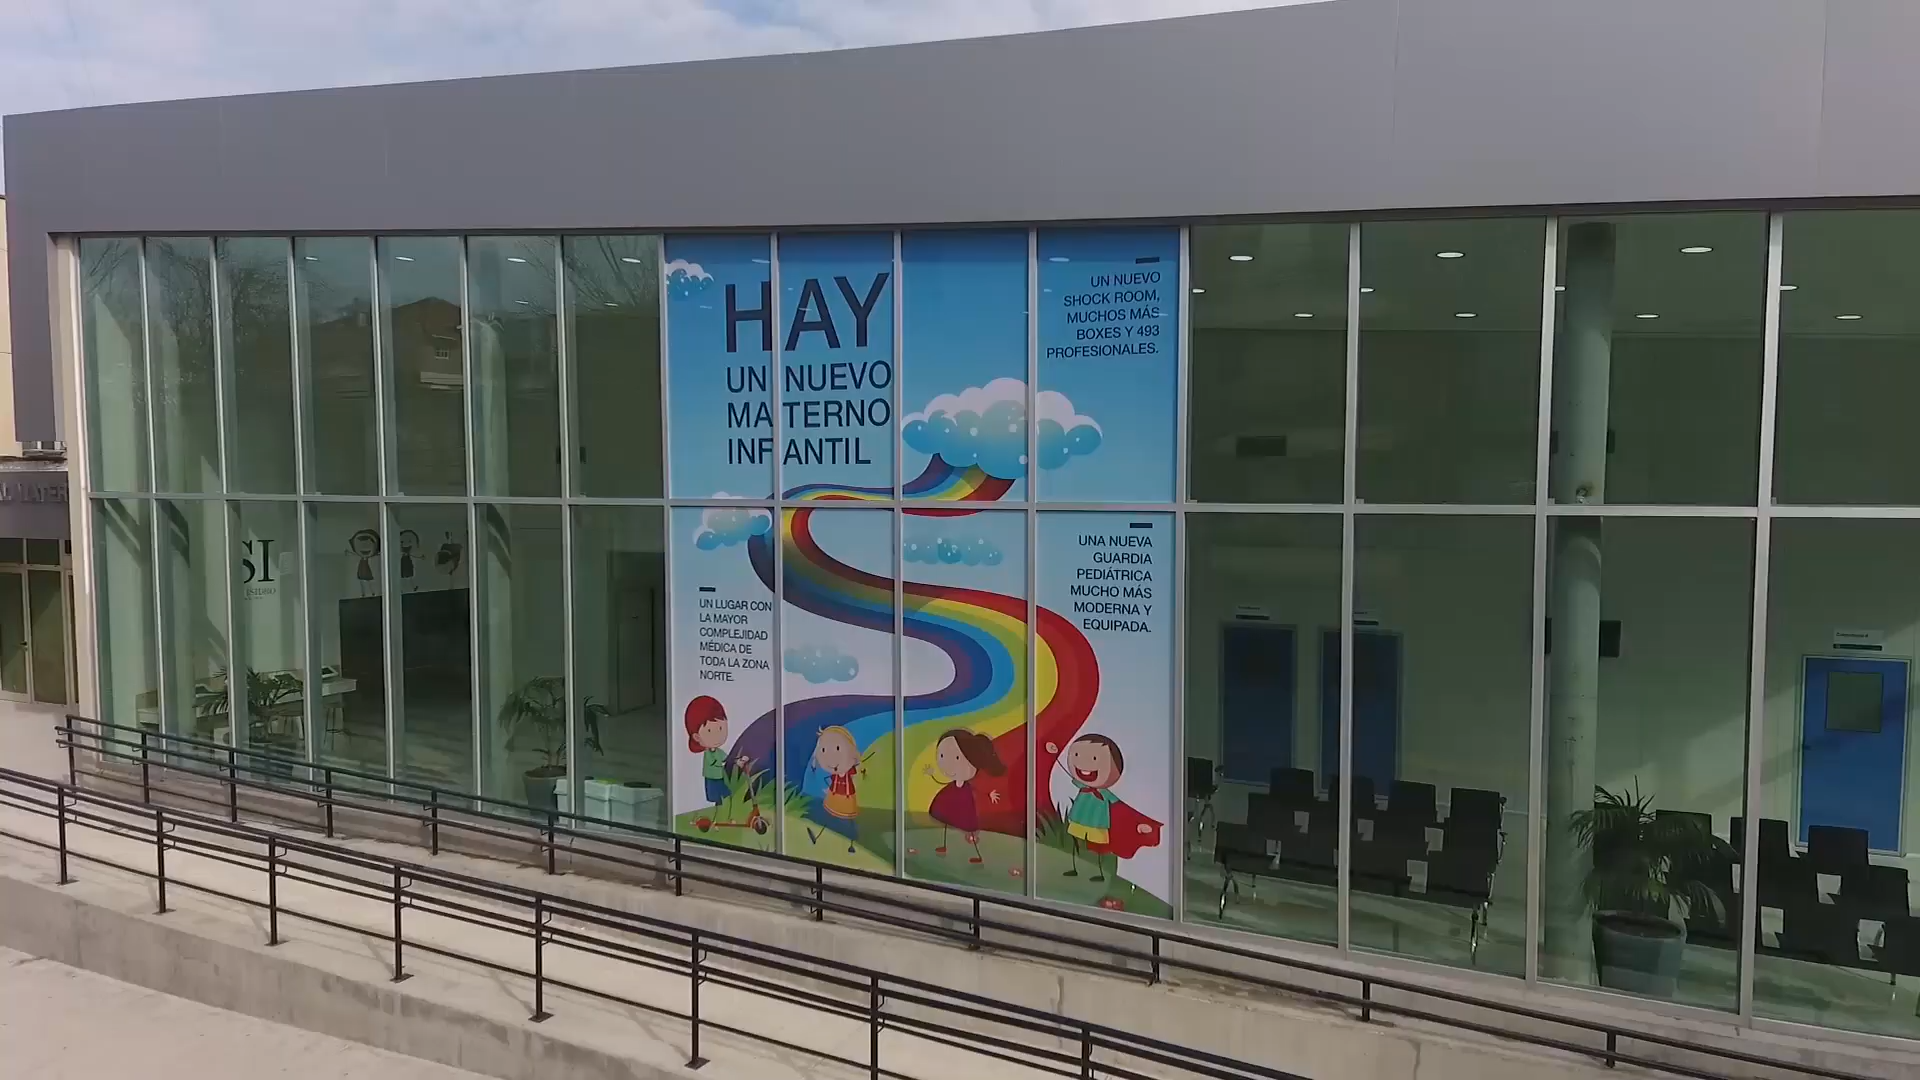 HAY
UN NUEVO
MATERNO
INFANTIL
UN NUEVO
SHOCK ROOM,
MUCHOS MÁS
BOXES Y 493
PROFESIONALES.
UNA NUEVA
GUARDIA
PEDIÁTRICA
MUCHO MÁS
MODERNA Y
EQUIPADA.
UN LUGAR CON
LA MAYOR
COMPLEJIDAD
MÉDICA DE
TODA LA ZONA
NORTE.
SI
ISIDRO